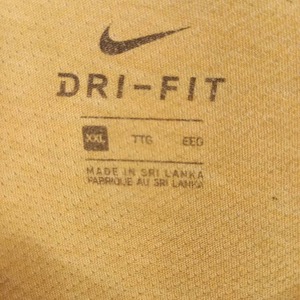 DRI-FIT
XXL TTG EEG
MADE IN SRI LANKA
FABRIQUE AU SRI LANKA